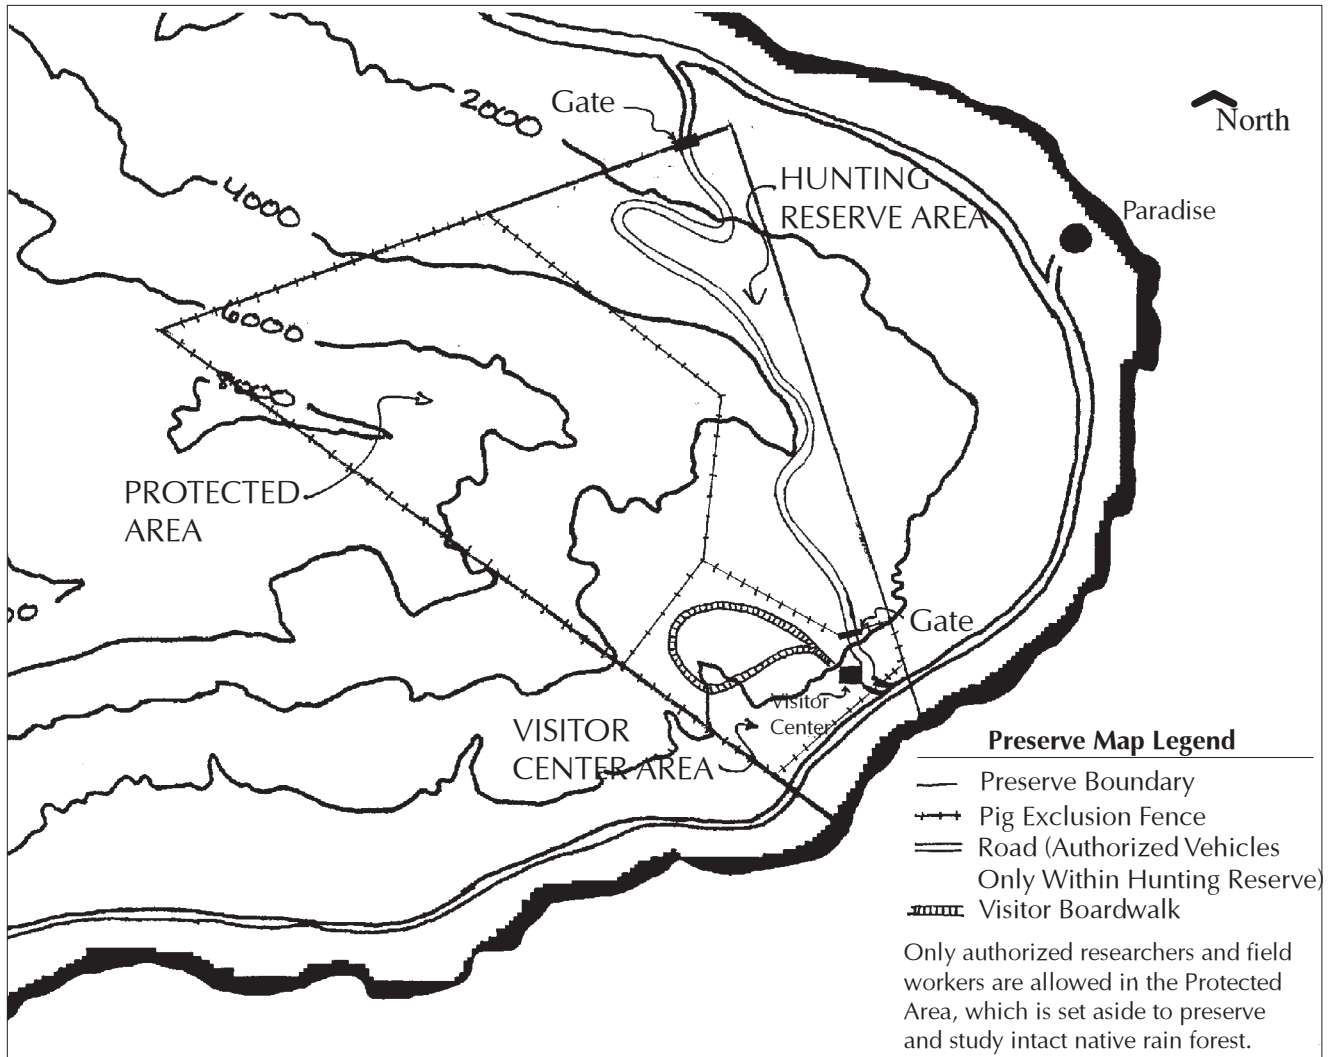 2000
Gate
North
4000
HUNTING
RESERVE AREA
Paradise
6000
8000
PROTECTED
AREA
00
Gate
Visitor
Center
VISITOR
CENTER AREA
Preserve Map Legend
Preserve Boundary
Pig Exclusion Fence
Road (Authorized Vehicles
Only Within Hunting Reserve)
Visitor Boardwalk
Only authorized researchers and field
workers are allowed in the Protected
Area, which is set aside to preserve
and study intact native rain forest.